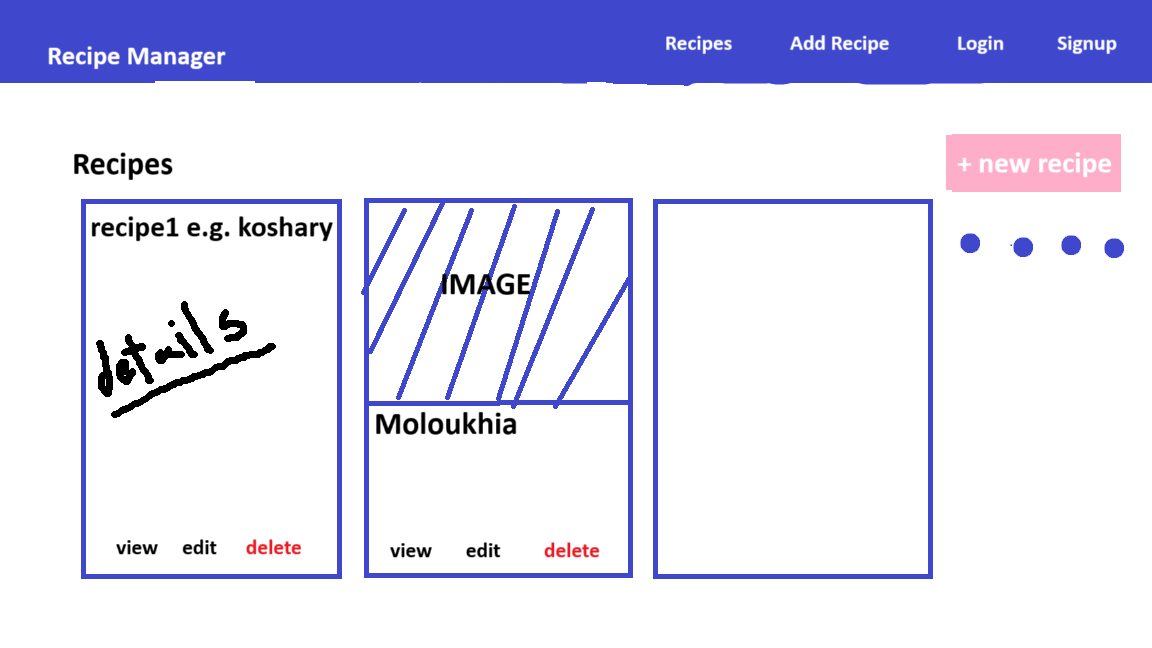 Recipe Manager
Recipes Add Recipe Login Signup
Recipes
+ new recipe
recipe1 e.g. koshary
details
view edit delete
IMAGE
Moloukhia
view edit delete